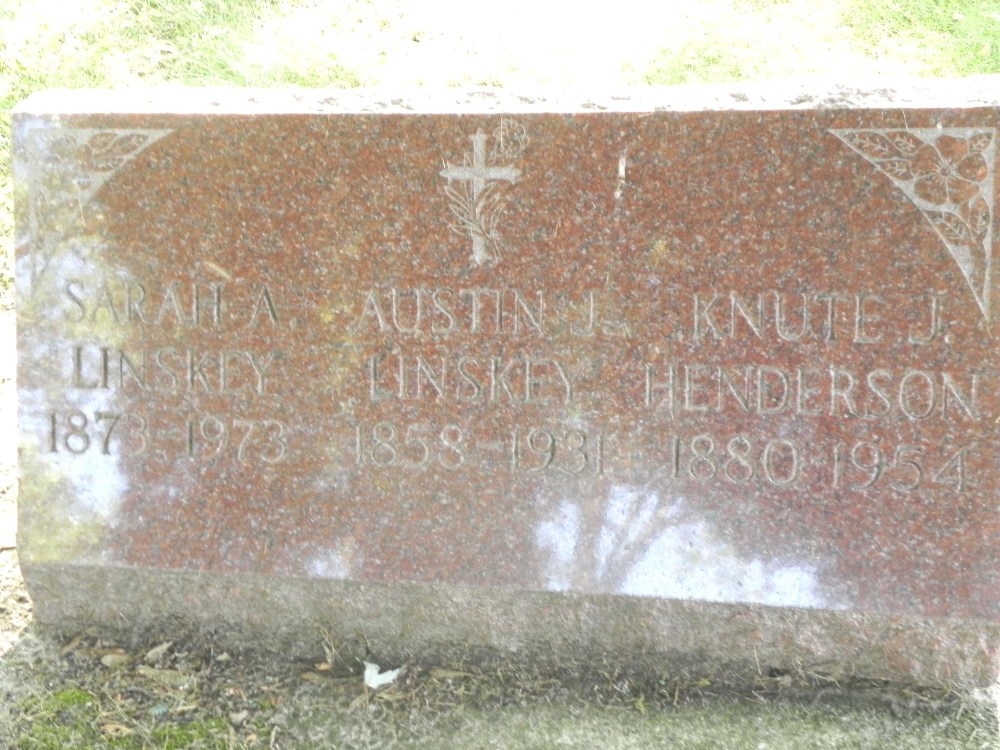 SARAH A.
LINSKEY
1873-1973
AUSTIN J.
LINSKEY
1858-1931
KNUTE J.
HENDERSON
1880-1954